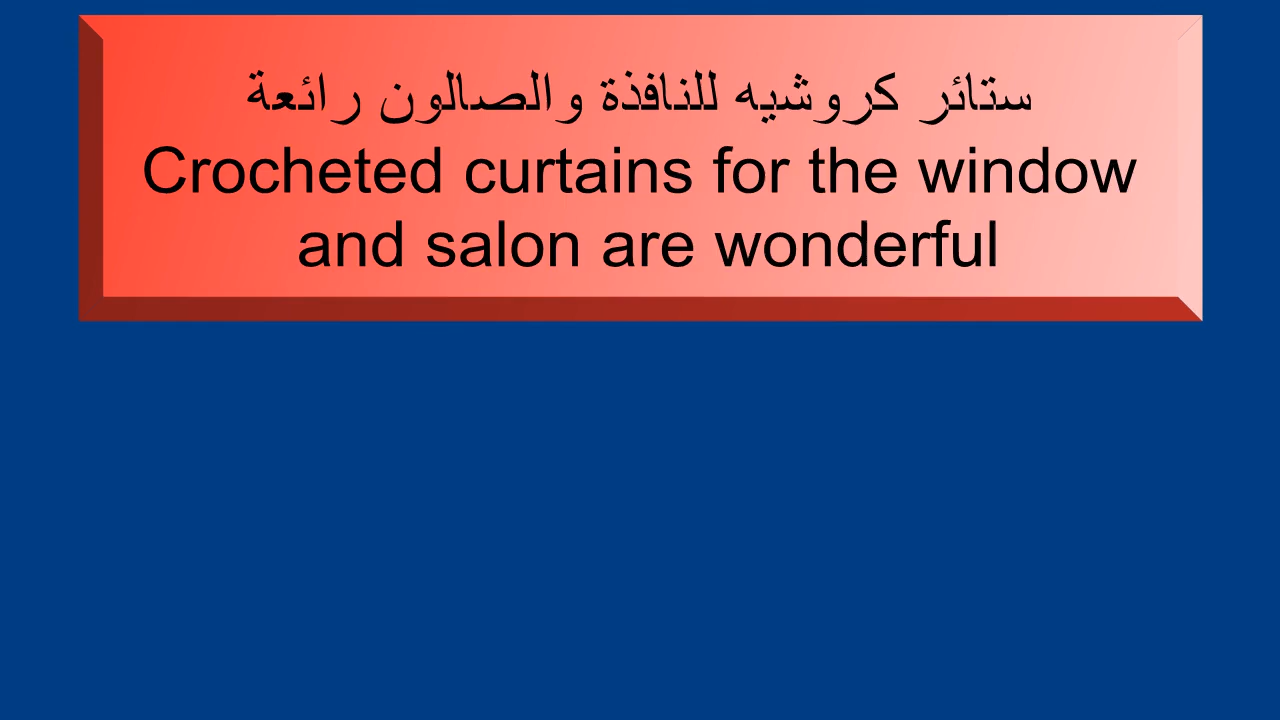 ستائر كروشيه للنافذة والصالون رائعة
Crocheted curtains for the window
and salon are wonderful